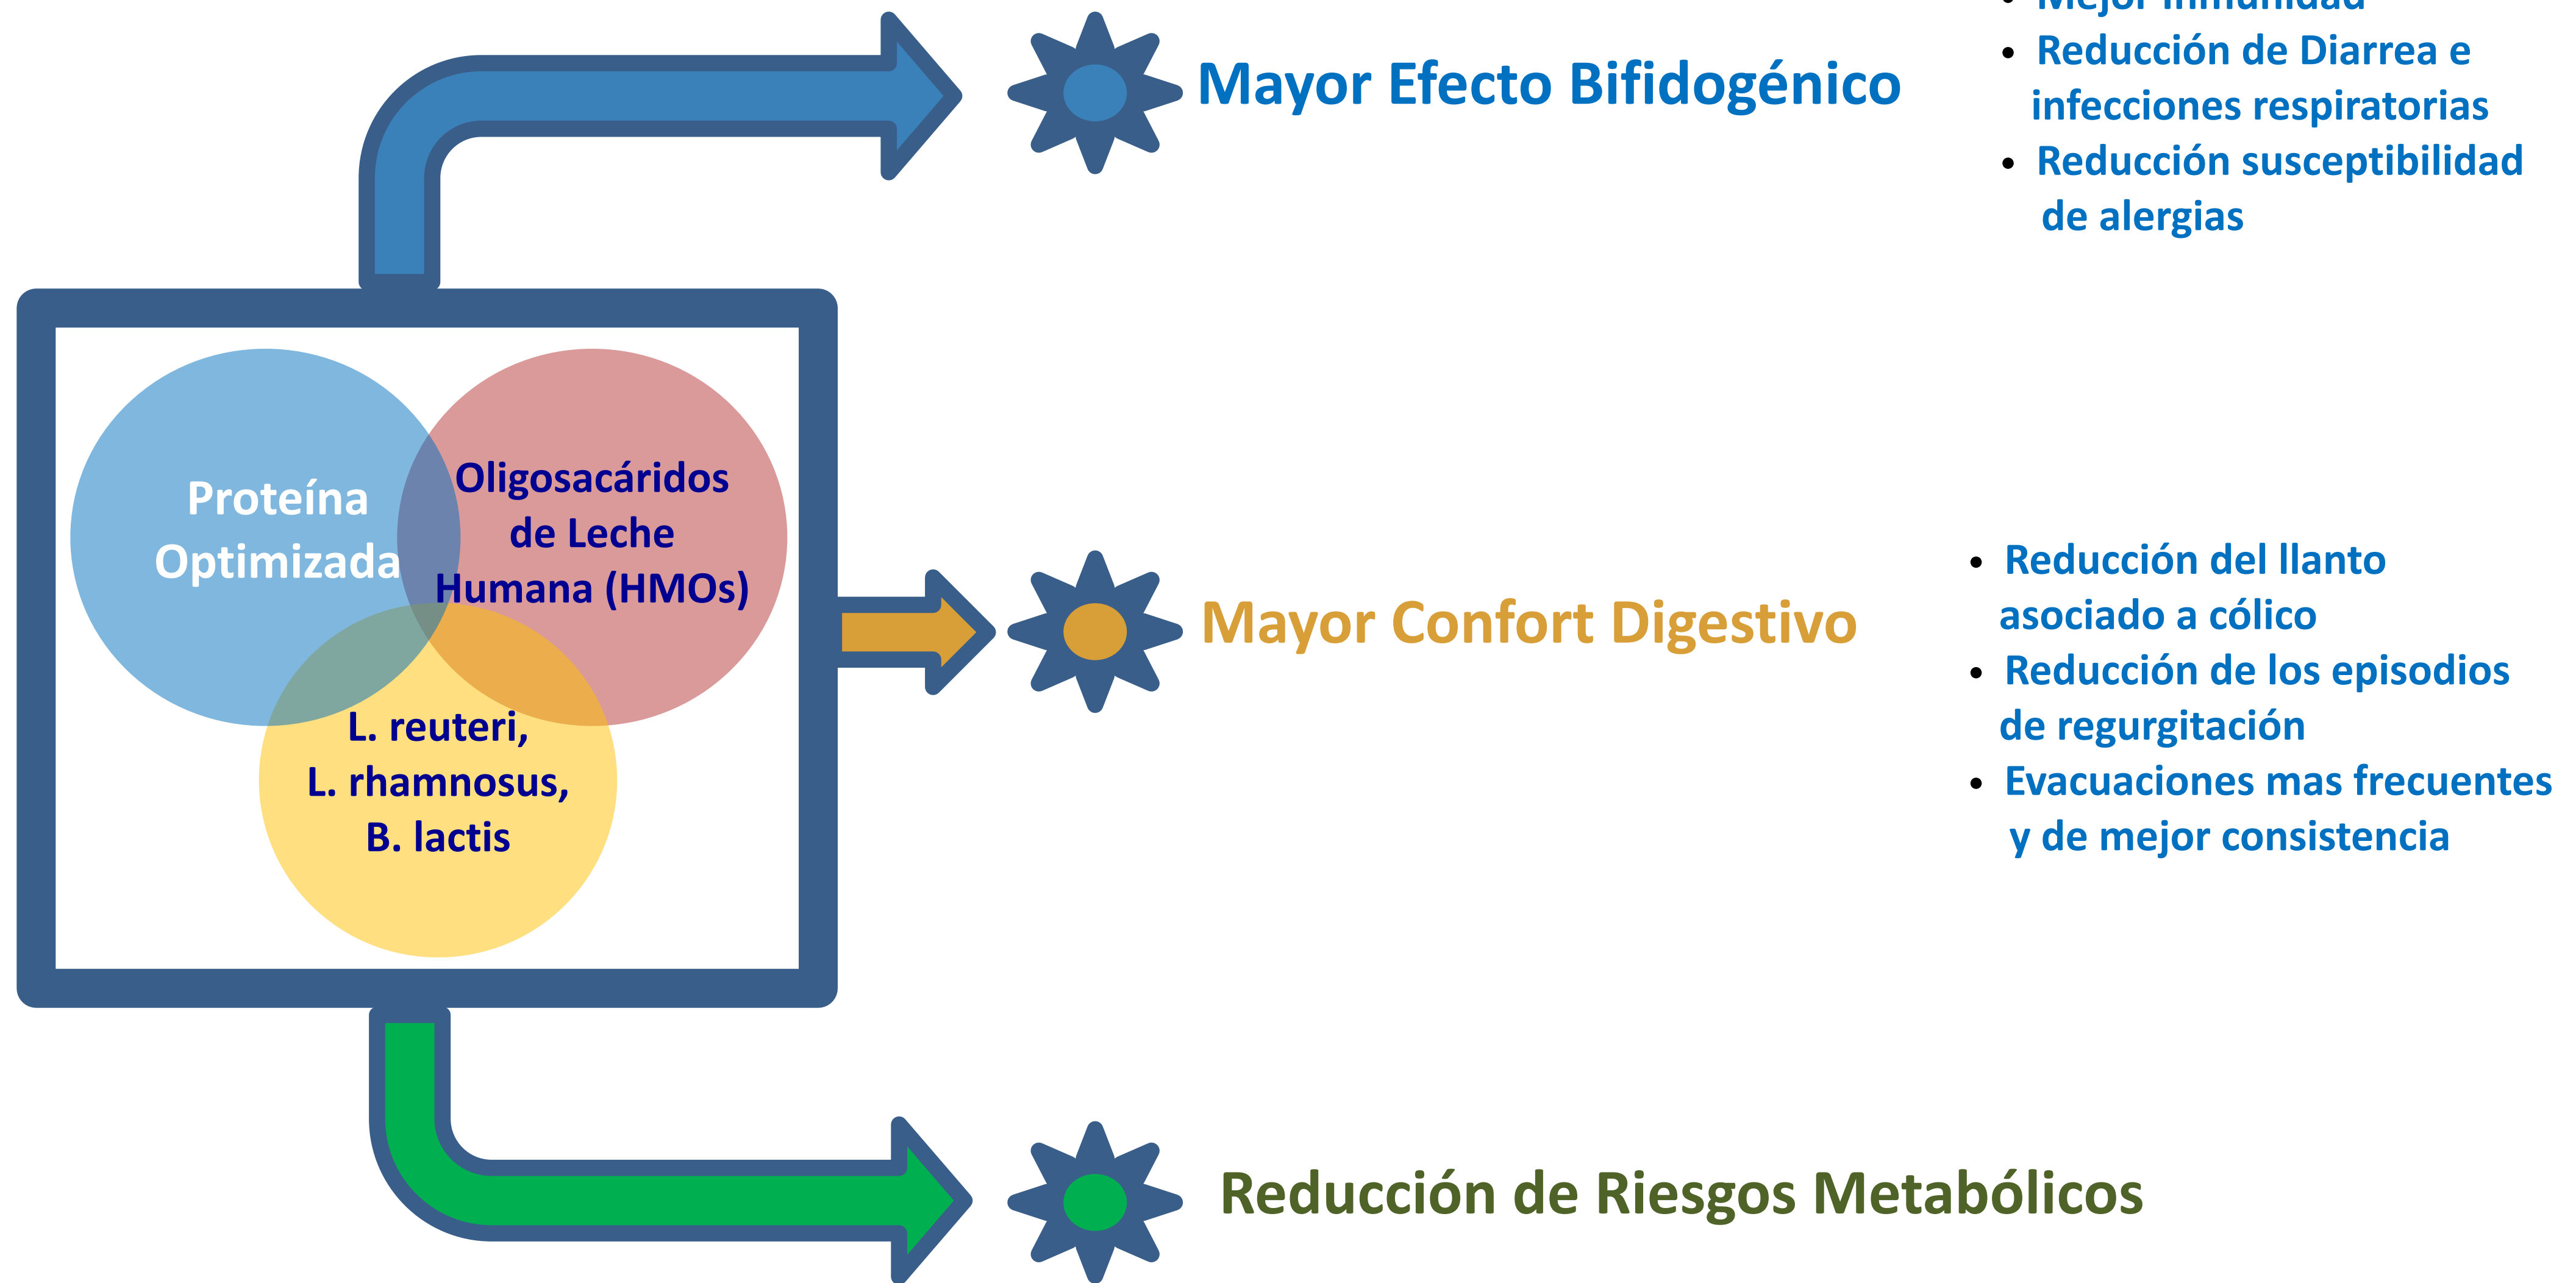 Mayor Efecto Bifidogénico
• Mejor inmunidad
• Reducción de Diarrea e
infecciones respiratorias
• Reducción susceptibilidad
de alergias
Proteína
Optimizada
Oligosacáridos
de Leche
Humana (HMOs)
L. reuteri,
L. rhamnosus,
B. lactis
Mayor Confort Digestivo
• Reducción del llanto
asociado a cólico
• Reducción de los episodios
de regurgitación
• Evacuaciones mas frecuentes
y de mejor consistencia
Reducción de Riesgos Metabólicos